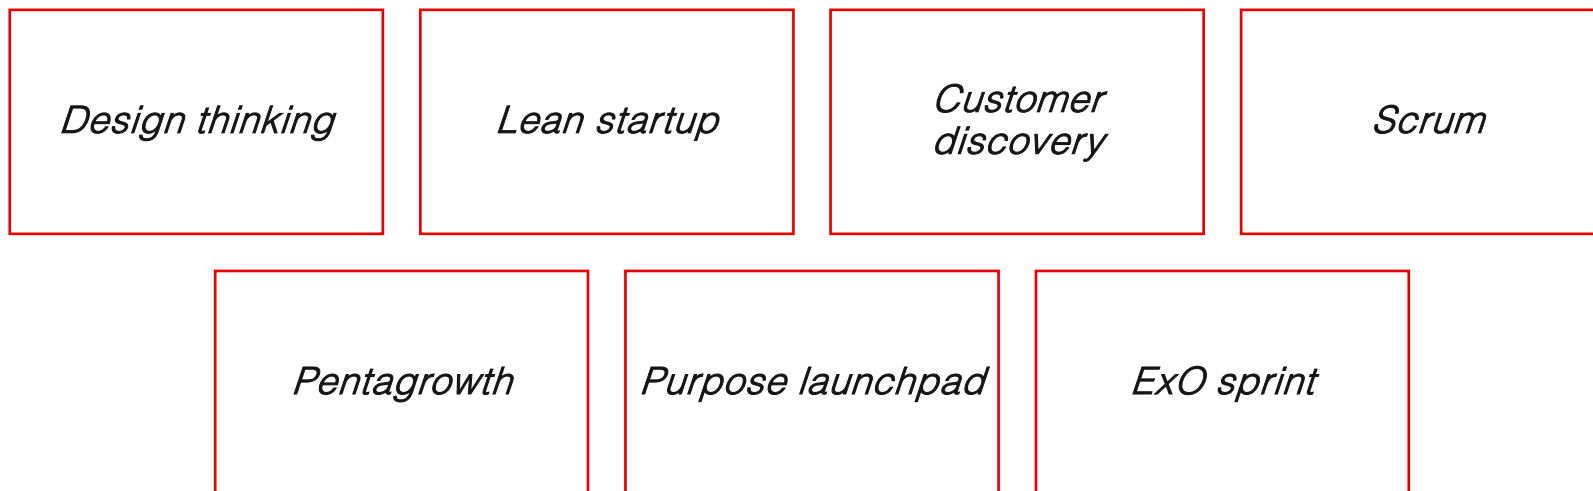 Design thinking
Lean startup
Customer
discovery
Scrum
Pentagrowth
Purpose launchpad
ExO sprint